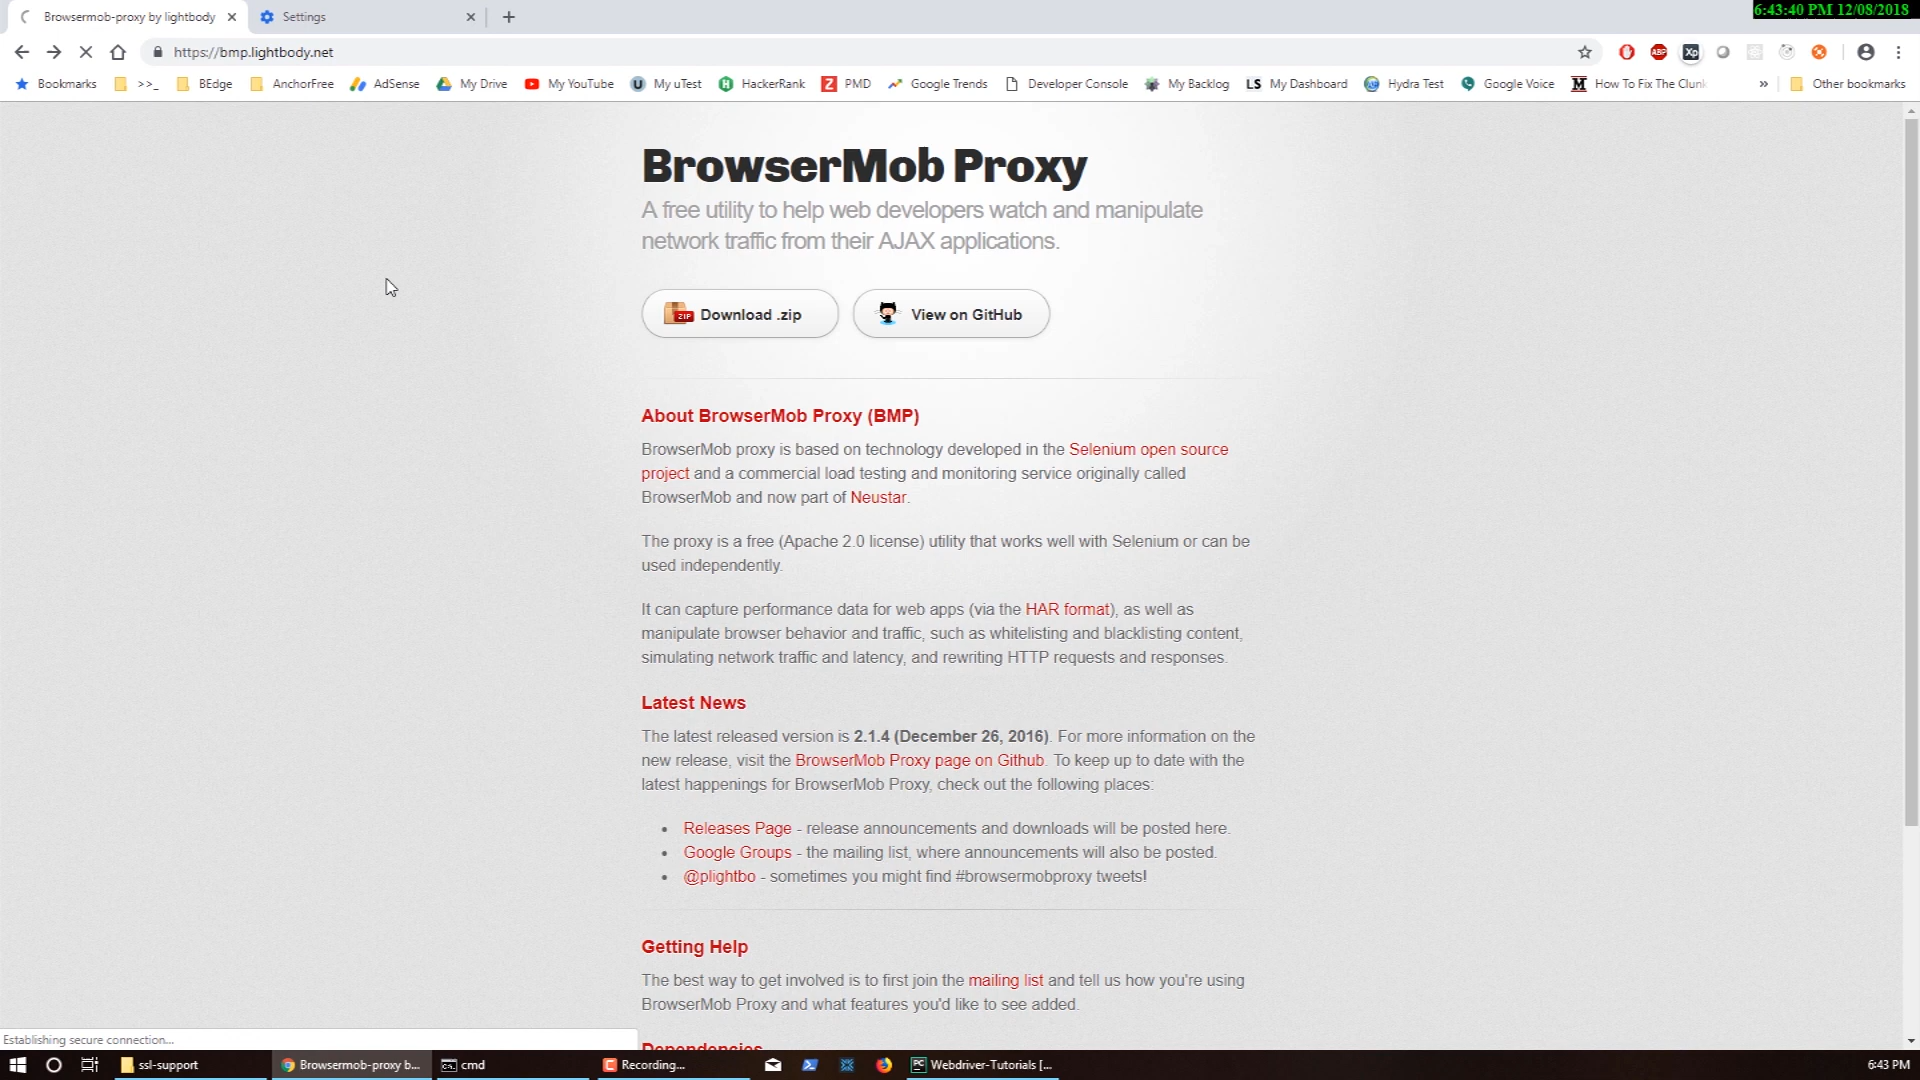 Browsermob-proxy by lightbody
Settings
6:43:40 PM 12/08/2018
https://bmp.lightbody.net
ABP
Xp
Bookmarks
>>_
BEdge
AnchorFree
AdSense
My Drive
My YouTube
My uTest
HackerRank
PMD
Google Trends
Developer Console
My Backlog
LS My Dashboard
Hydra Test
Google Voice
How To Fix The Clunk
Other bookmarks
BrowserMob Proxy
A free utility to help web developers watch and manipulate
network traffic from their AJAX applications.
ZIP Download .zip
View on GitHub
About BrowserMob Proxy (BMP)
BrowserMob proxy is based on technology developed in the Selenium open source
project and a commercial load testing and monitoring service originally called
BrowserMob and now part of Neustar.
The proxy is a free (Apache 2.0 license) utility that works well with Selenium or can be
used independently.
It can capture performance data for web apps (via the HAR format), as well as
manipulate browser behavior and traffic, such as whitelisting and blacklisting content,
simulating network traffic and latency, and rewriting HTTP requests and responses.
Latest News
The latest released version is 2.1.4 (December 26, 2016). For more information on the
new release, visit the BrowserMob Proxy page on Github. To keep up to date with the
latest happenings for BrowserMob Proxy, check out the following places:
• Releases Page - release announcements and downloads will be posted here.
• Google Groups - the mailing list, where announcements will also be posted.
• @plightbo - sometimes you might find #browsermobproxy tweets!
Getting Help
The best way to get involved is to first join the mailing list and tell us how you're using
BrowserMob Proxy and what features you'd like to see added.
Dependencies
Establishing secure connection...
ssl-support
Browsermob-proxy b...
cmd
Recording...
Webdriver-Tutorials [...
6:43 PM